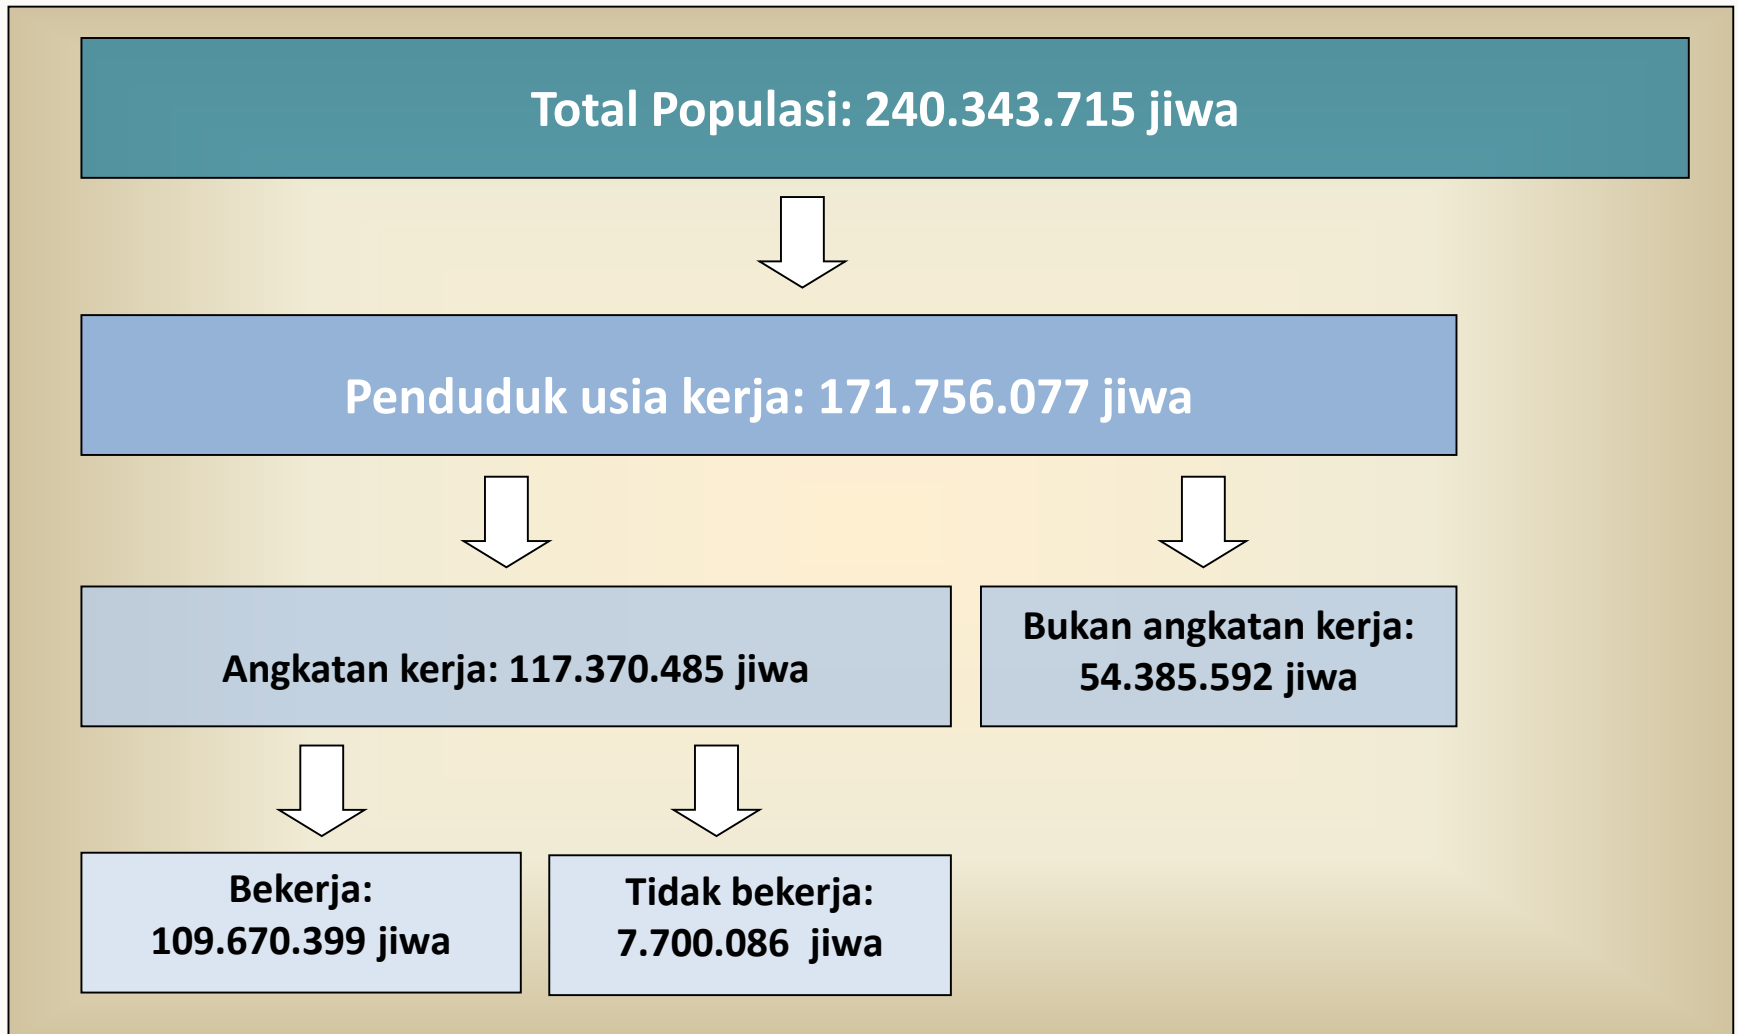 Total Populasi: 240.343.715 jiwa
Penduduk usia kerja: 171.756.077 jiwa
Angkatan kerja: 117.370.485 jiwa
Bukan angkatan kerja:
54.385.592 jiwa
Bekerja:
109.670.399 jiwa
Tidak bekerja:
7.700.086 jiwa